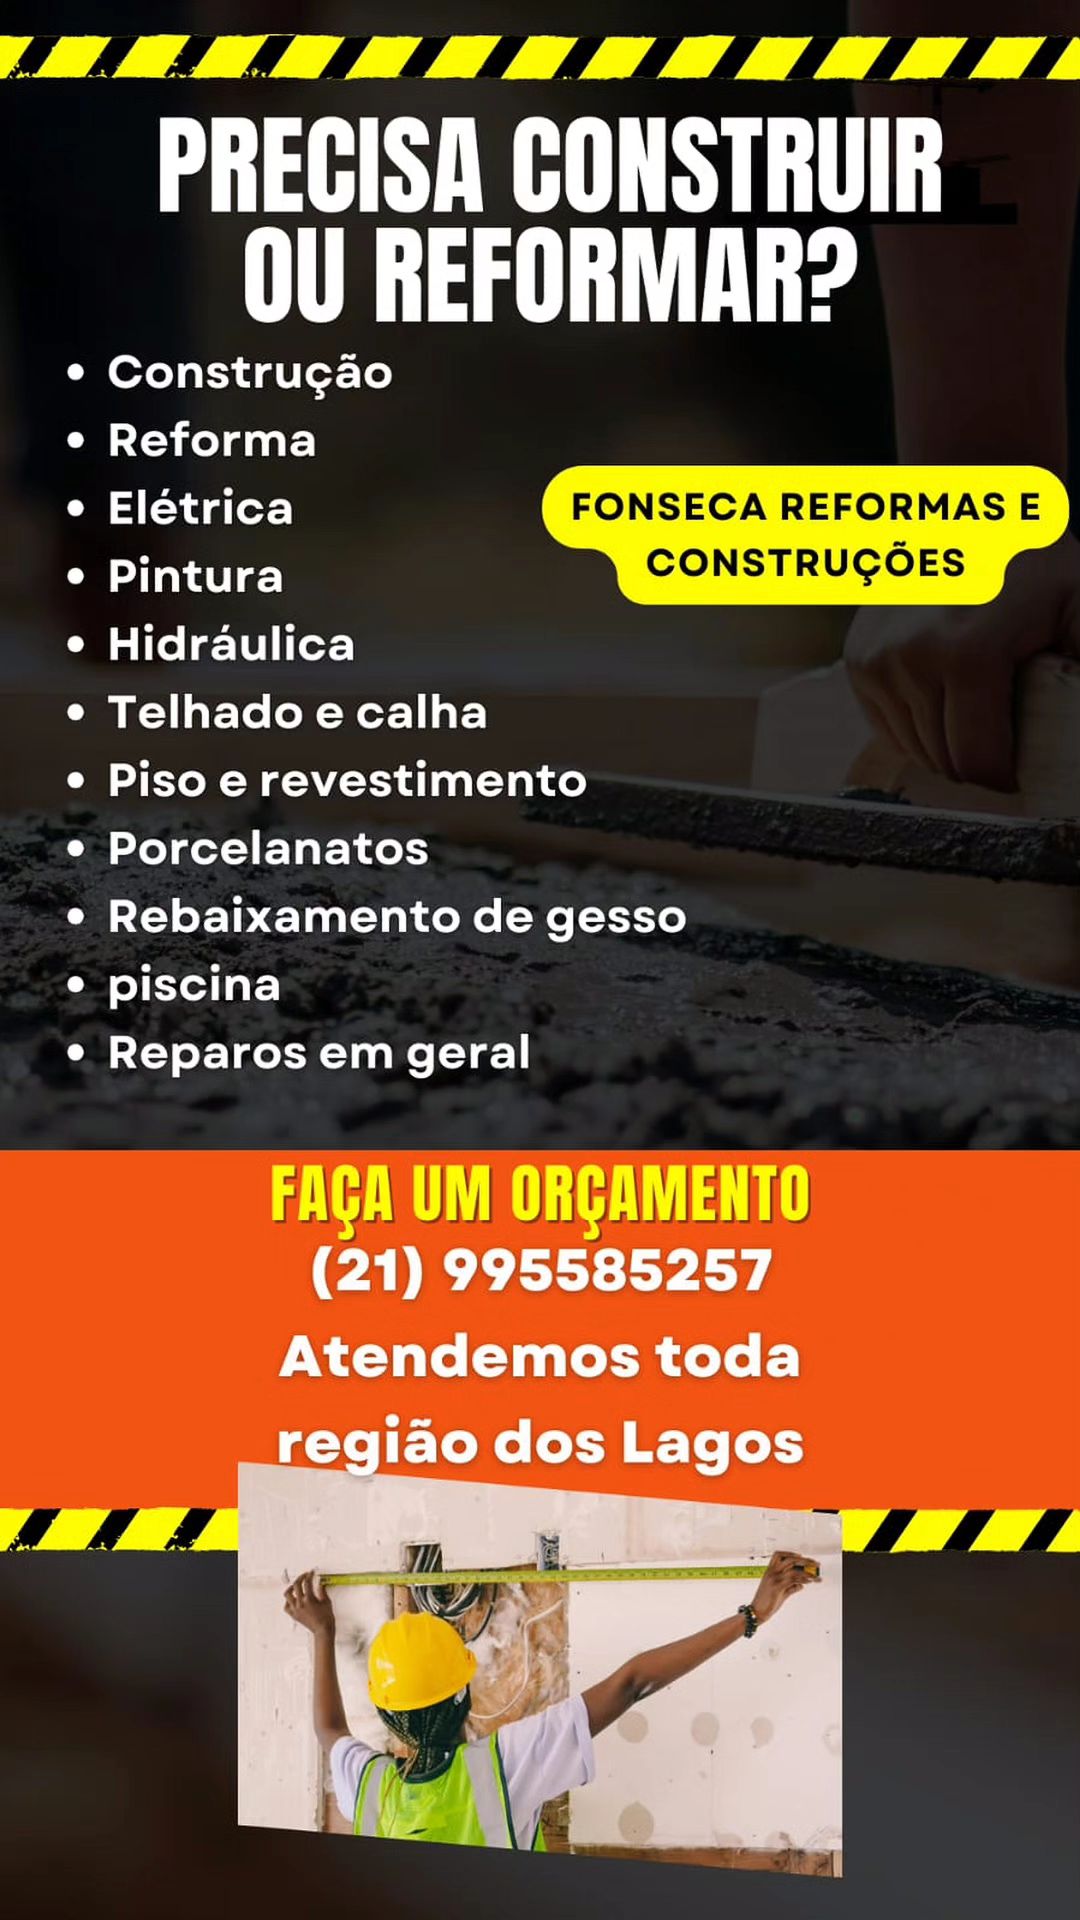 PRECISA CONSTRUIR
OU REFORMAR?
• Construção
• Reforma
• Elétrica
• Pintura
• Hidráulica
• Telhado e calha
• Piso e revestimento
• Porcelanatos
• Rebaixamento de gesso
• piscina
• Reparos em geral
FONSECA REFORMAS E
CONSTRUÇÕES
FAÇA UM ORÇAMENTO
(21) 995585257
Atendemos toda
região dos Lagos